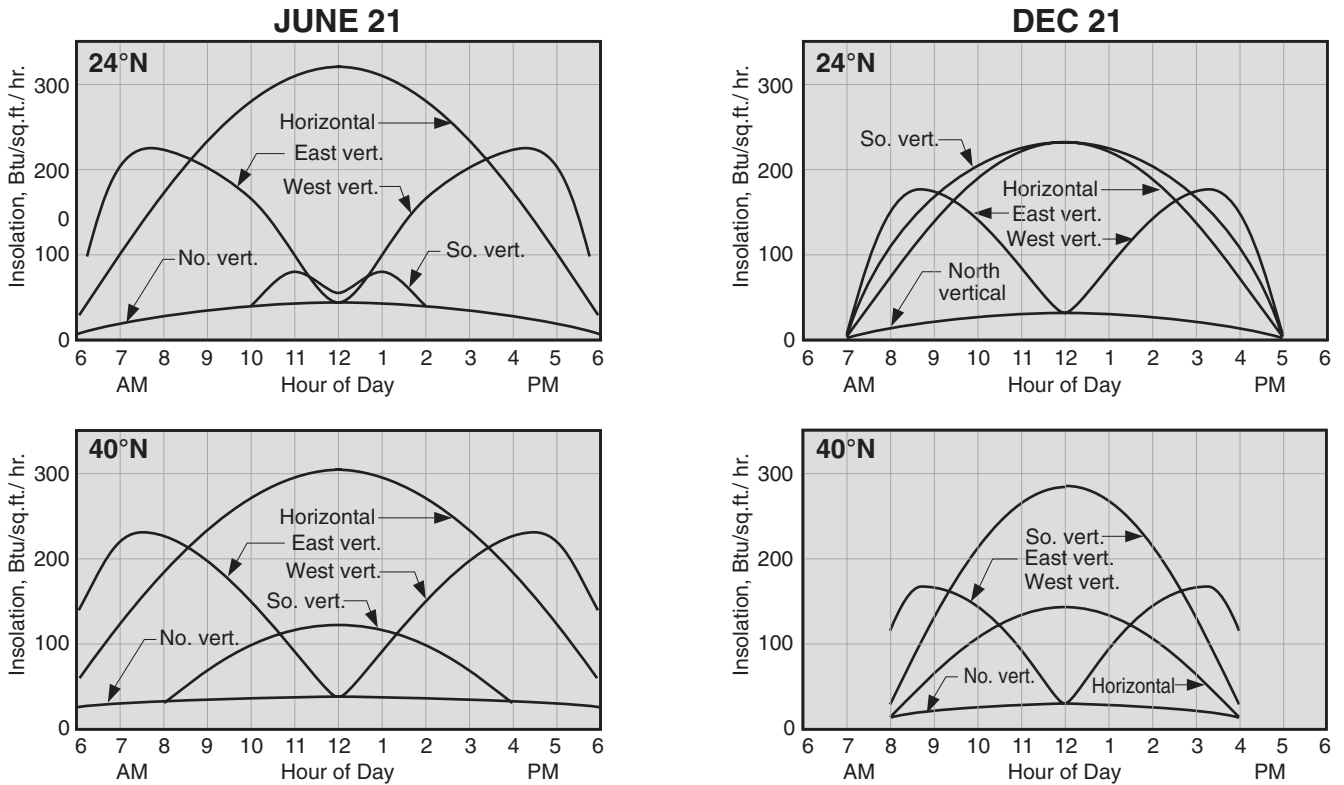 JUNE 21
24°N
Insolation, Btu/sq.ft./ hr.
300
200
0
100
0
Horizontal
East vert.
West vert.
No. vert.
So. vert.
6 7 8 9 10 11 12 1 2 3 4 5 6
AM Hour of Day PM
DEC 21
24°N
Insolation, Btu/sq.ft./ hr.
300
200
100
0
So. vert.
Horizontal
East vert.
West vert.
North
vertical
6 7 8 9 10 11 12 1 2 3 4 5 6
AM Hour of Day PM
40°N
Insolation, Btu/sq.ft./ hr.
300
200
100
0
Horizontal
East vert.
West vert.
So. vert.
No. vert.
6 7 8 9 10 11 12 1 2 3 4 5 6
AM Hour of Day PM
40°N
Insolation, Btu/sq.ft./ hr.
300
200
100
0
So. vert.
East vert.
West vert.
No. vert.
Horizontal
6 7 8 9 10 11 12 1 2 3 4 5 6
AM Hour of Day PM